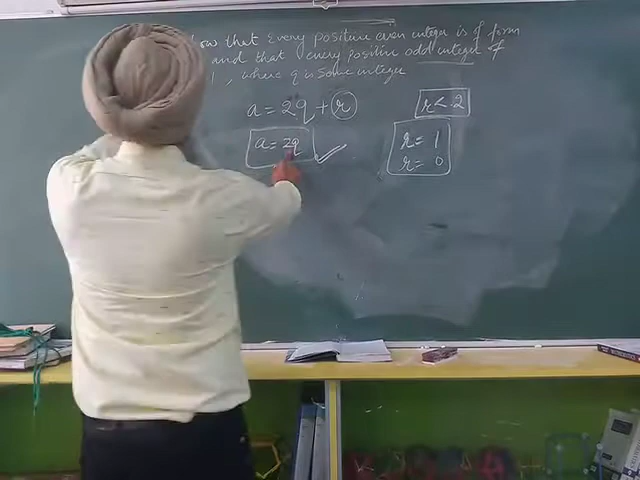 that Every positive even integer is of form
and that every positive odd integer of
1, where q is some integer
a = 2q + r
r < 2
a = 2q
r = 1
r = 0